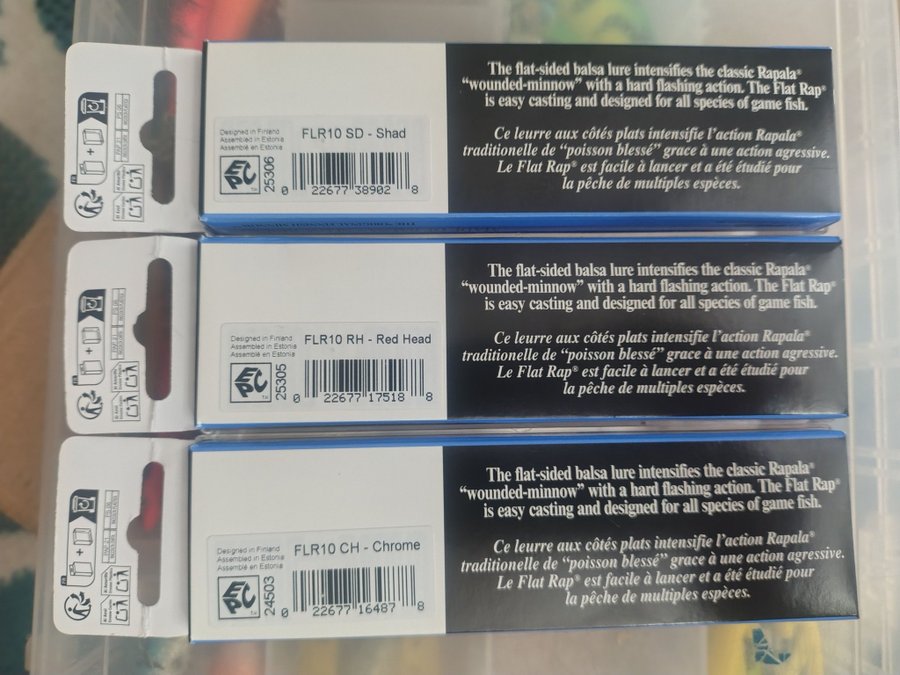 Designed in Finland
Assembled in Estonia
Assemblé en Estonie
FLR10 SD - Shad
EPC
25306
0 22677 38902 8
The flat-sided balsa lure intensifies the classic Rapala®
“wounded-minnow” with a hard flashing action. The Flat Rap®
is easy casting and designed for all species of game fish.
Ce leurre aux côtés plats intensifie l’action Rapala®
traditionelle de “poisson blessé” grace à une action agressive.
Le Flat Rap® est facile à lancer et a été étudié pour
la pêche de multiples espèces.
Designed in Finland
Assembled in Estonia
Assemblé en Estonie
FLR10 RH - Red Head
EPC
25305
0 22677 17518 8
The flat-sided balsa lure intensifies the classic Rapala®
“wounded-minnow” with a hard flashing action. The Flat Rap®
is easy casting and designed for all species of game fish.
Ce leurre aux côtés plats intensifie l’action Rapala®
traditionelle de “poisson blessé” grace à une action agressive.
Le Flat Rap® est facile à lancer et a été étudié pour
la pêche de multiples espèces.
Designed in Finland
Assembled in Estonia
Assemblé en Estonie
FLR10 CH - Chrome
EPC
24503
0 22677 16487 8
The flat-sided balsa lure intensifies the classic Rapala®
“wounded-minnow” with a hard flashing action. The Flat Rap®
is easy casting and designed for all species of game fish.
Ce leurre aux côtés plats intensifie l’action Rapala®
traditionelle de “poisson blessé” grace à une action agressive.
Le Flat Rap® est facile à lancer et a été étudié pour
la pêche de multiples espèces.